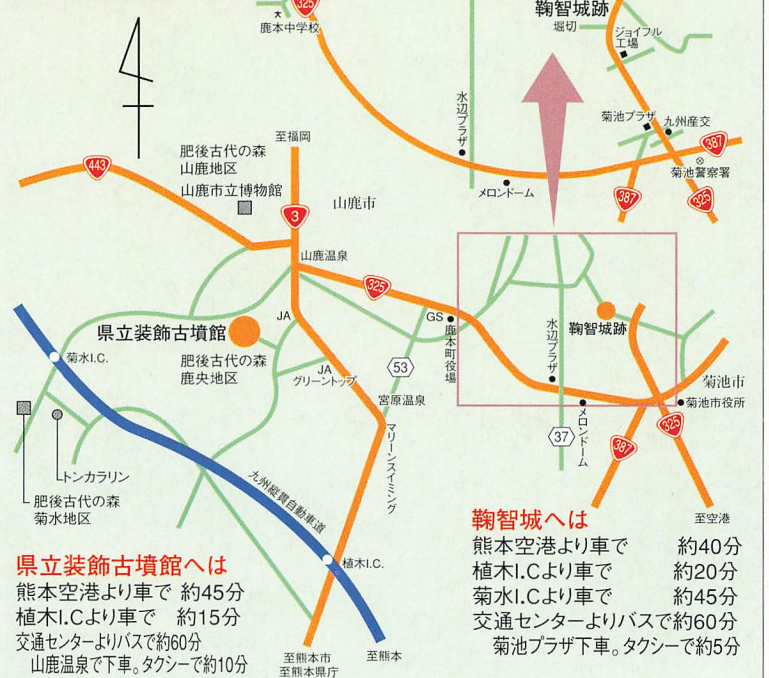 325
鹿本中学校
鞠智城跡
堀切
ジョイフル
工場
水辺プラザ
菊池プラザ
九州産交
387
菊池警察署
メロンドーム
387
325
至福岡
肥後古代の森
山鹿地区
山鹿市立博物館
443
3
山鹿市
山鹿温泉
325
JA
GS
鹿本町役場
県立装飾古墳館
肥後古代の森
鹿央地区
JA
グリーントップ
53
宮原温泉
水辺プラザ
鞠智城跡
菊池市
菊池市役所
メロンドーム
37
387
325
至空港
菊水I.C.
トンカラリン
肥後古代の森
菊水地区
マリーンスイミング
九州縦貫自動車道
植木I.C.
至熊本市
至熊本県庁
至熊本
県立装飾古墳館へは
熊本空港より車で 約45分
植木I.Cより車で 約15分
交通センターよりバスで約60分
山鹿温泉で下車。タクシーで約10分
鞠智城へは
熊本空港より車で 約40分
植木I.Cより車で 約20分
菊水I.Cより車で 約45分
交通センターよりバスで約60分
菊池プラザ下車。タクシーで約5分